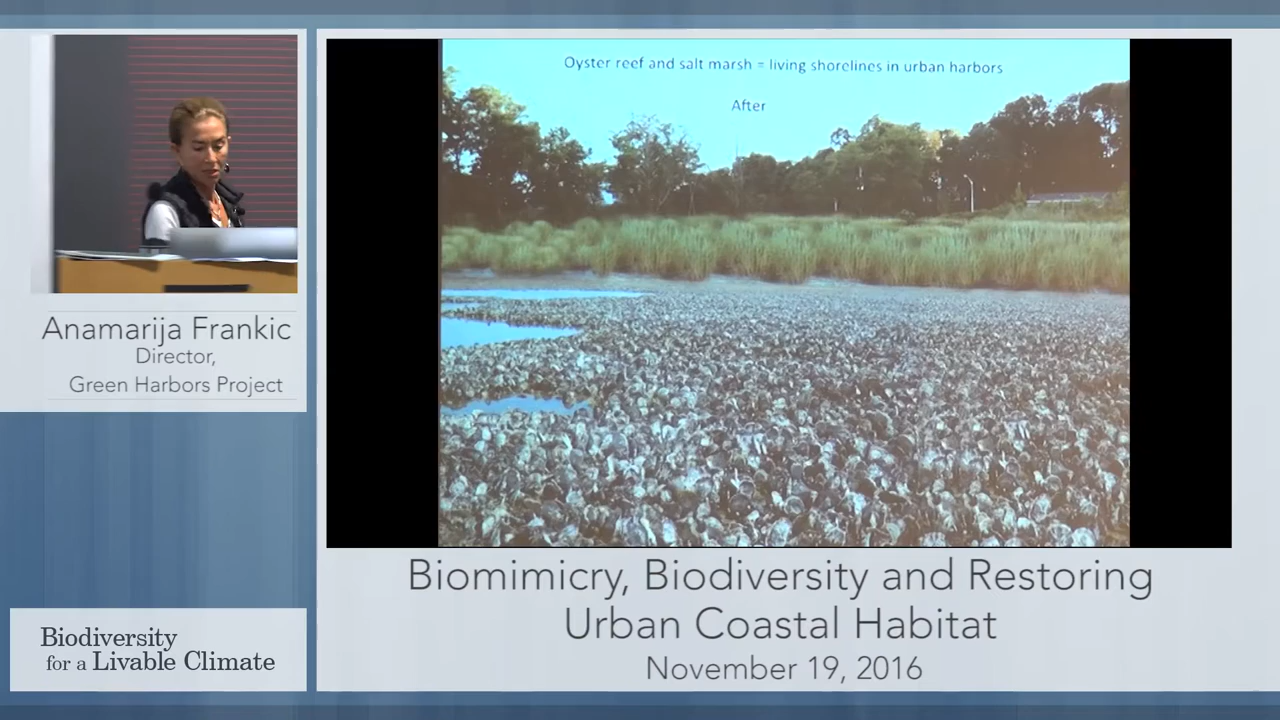 Oyster reef and salt marsh = living shorelines in urban harbors
After
Anamarija Frankic
Director,
Green Harbors Project
Biomimicry, Biodiversity and Restoring
Urban Coastal Habitat
November 19, 2016
Biodiversity
for a Livable Climate